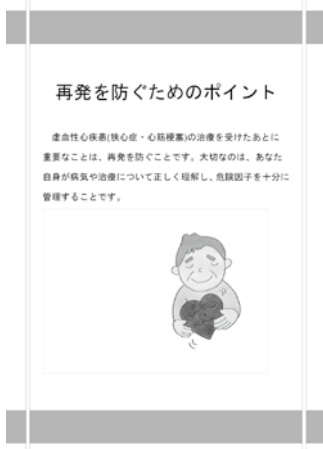 再発を防ぐためのポイント
虚血性心疾患(狭心症・心筋梗塞)の治療を受けたあとに
重要なことは、再発を防ぐことです。大切なのは、あなた
自身が病気や治療について正しく理解し、危険因子を十分に
管理することです。